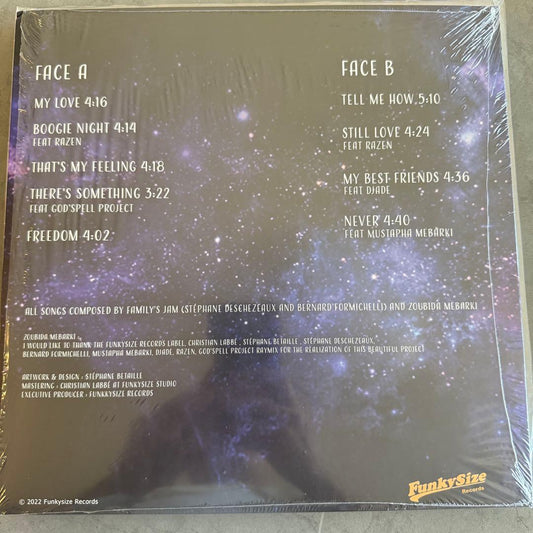 FACE A
MY LOVE 4:16
BOOGIE NIGHT 4:14
FEAT RAZEN
THAT'S MY FEELING 4:18
THERE'S SOMETHING 3:22
FEAT GOD'SPELL PROJECT
FREEDOM 4:02
FACE B
TELL ME HOW 5:10
STILL LOVE 4:24
FEAT RAZEN
MY BEST FRIENDS 4:36
FEAT DJADE
NEVER 4:40
FEAT MUSTAPHA MEBARKI
ALL SONGS COMPOSED BY FAMILY'S JAM (STÉPHANE DESCHEZEAUX AND BERNARD FORMICHELLI) AND ZOUBIDA MEBARKI
ZOUBIDA MEBARKI
I WOULD LIKE TO THANK THE FUNKYSIZE RECORDS LABEL, CHRISTIAN LABBÉ, STÉPHANE BETAILLE, STÉPHANE DESCHEZEAUX,
BERNARD FORMICHELLI, MUSTAPHA MEBARKI, DJADE, RAZEN, GOD'SPELL PROJECT RAYMIX FOR THE REALIZATION OF THIS BEAUTIFUL PROJECT
ARTWORK & DESIGN : STÉPHANE BETAILLE
MASTERING : CHRISTIAN LABBÉ AT FUNKYSIZE STUDIO
EXECUTIVE PRODUCER : FUNKKYSIZE RECORDS
© 2022 Funkysize Records
FunkySize
Records